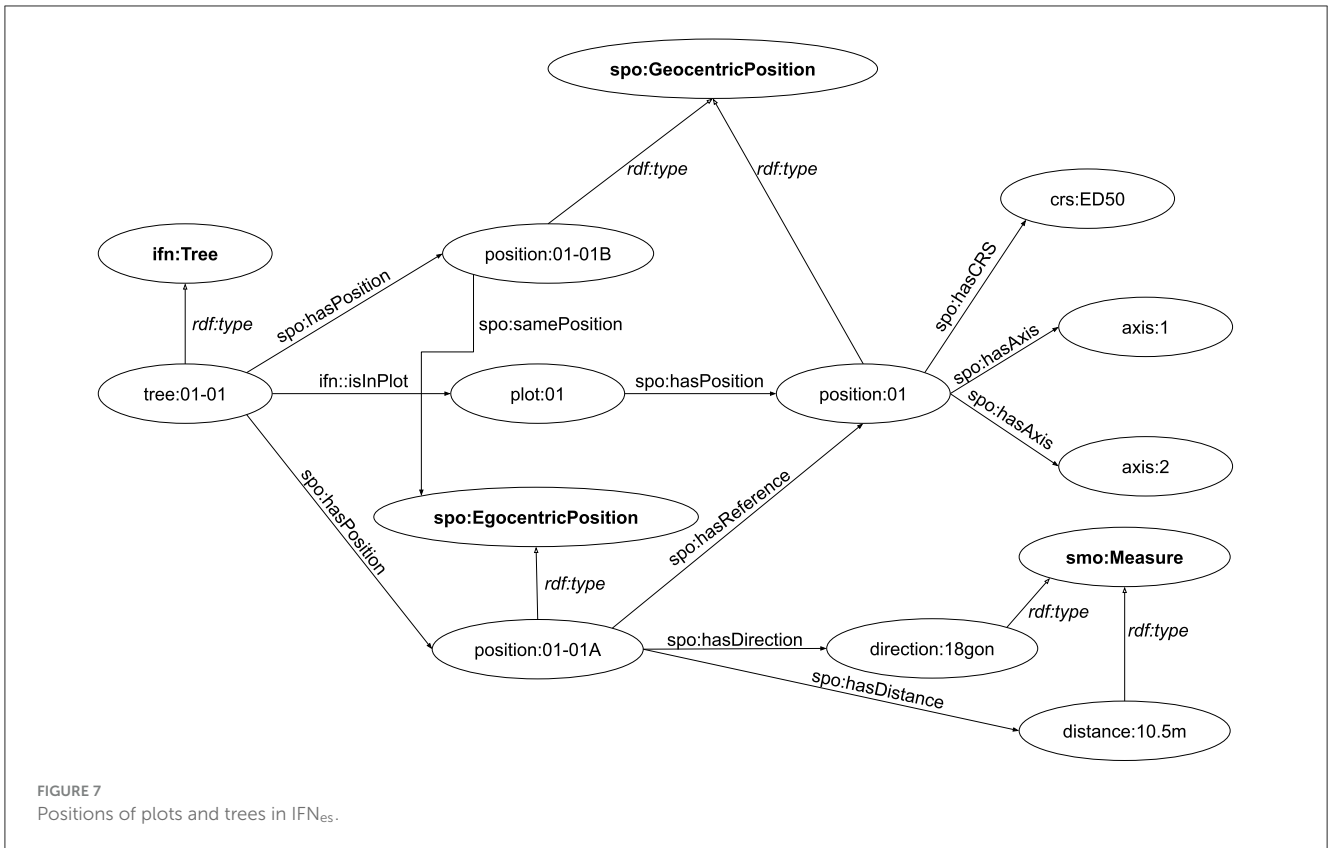 spo:GeocentricPosition
rdf:type
rdf:type
crs:ED50
ifn:Tree
position:01-01B
spo:hasCRS
rdf:type
spo:hasPosition
spo:samePosition
axis:1
spo:hasAxis
tree:01-01
ifn::isInPlot
plot:01
spo:hasPosition
position:01
spo:hasAxis
axis:2
spo:hasPosition
spo:EgocentricPosition
spo:hasReference
smo:Measure
rdf:type
rdf:type
rdf:type
position:01-01A
spo:hasDirection
direction:18gon
spo:hasDistance
distance:10.5m
FIGURE 7
Positions of plots and trees in IFNes.